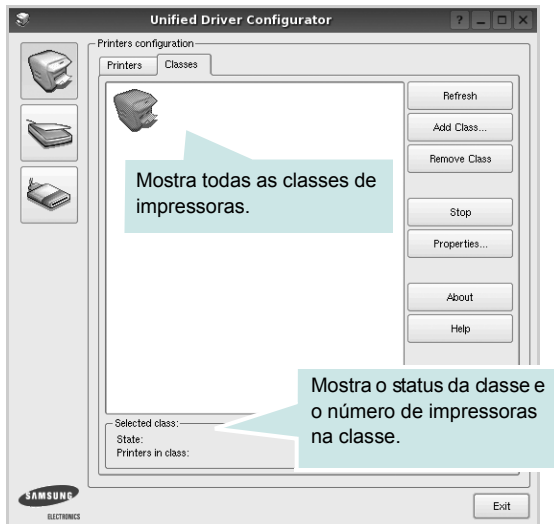 Unified Driver Configurator
Printers configuration
Printers
Classes
Refresh
Add Class...
Remove Class
Mostra todas as classes de
impressoras.
Stop
Properties...
About
Help
Mostra o status da classe e
o número de impressoras
na classe.
Selected class:
State:
Printers in class:
SAMSUNG
ELECTRONICS
Exit